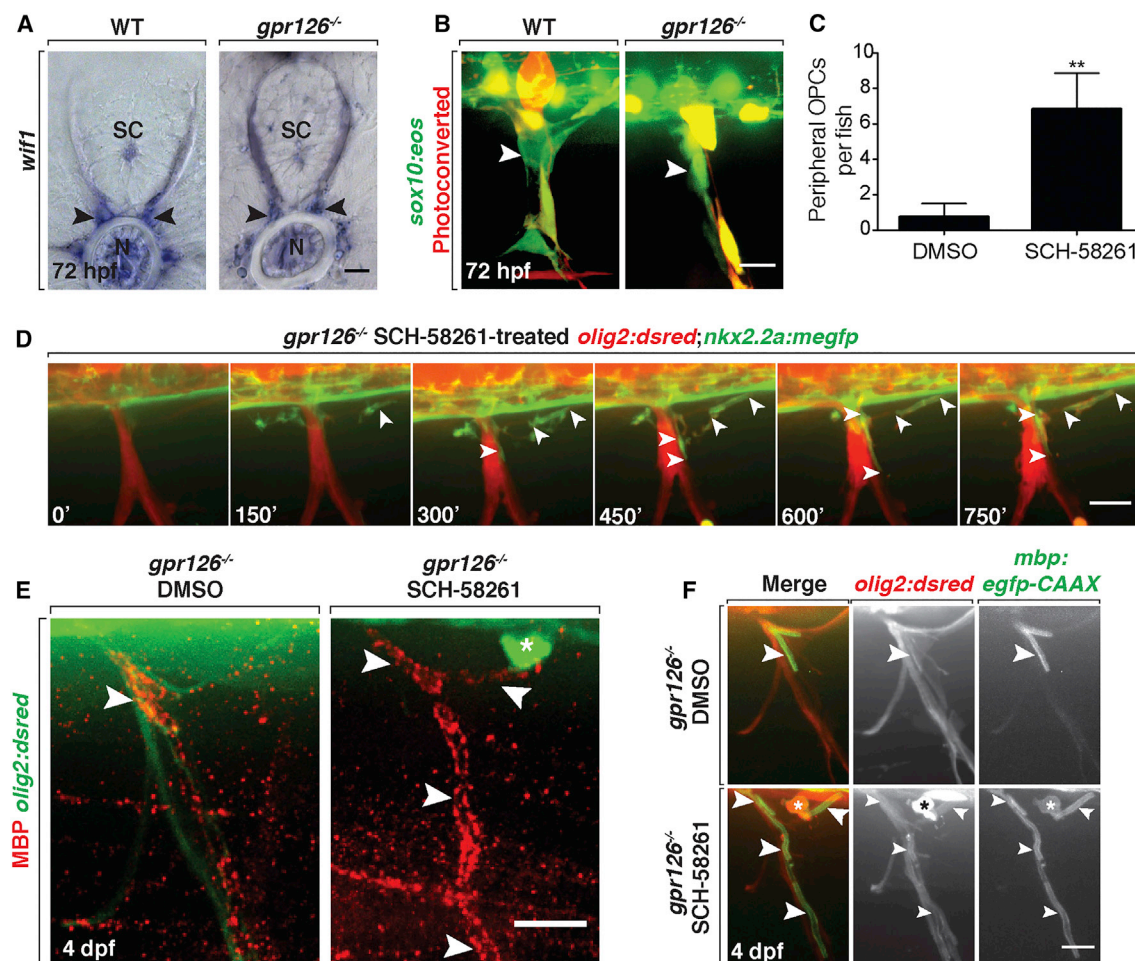 A
WT
gpr126-/-
wif1
SC
SC
N
N
72 hpf
B
WT
gpr126-/-
sox10:eos
Photoconverted
72 hpf
C
Peripheral OPCs
per fish
10
8
6
4
2
0
**
DMSO
SCH-58261
D
gpr126-/- SCH-58261-treated olig2:dsred;nkx2.2a:megfp
0’
150’
300’
450’
600’
750’
E
gpr126-/-
DMSO
gpr126-/-
SCH-58261
MBP olig2:dsred
*
4 dpf
F
Merge
olig2:dsred
mbp:
egfp-CAAX
gpr126-/-
DMSO
gpr126-/-
SCH-58261
*
*
*
4 dpf